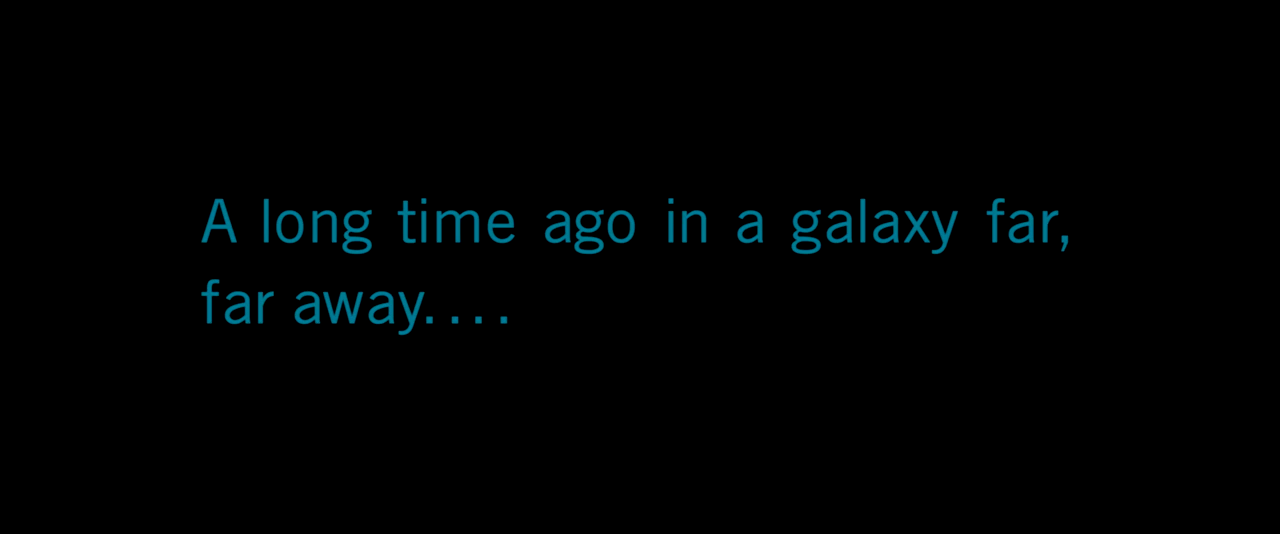 A long time ago in a galaxy far,
far away. . . .